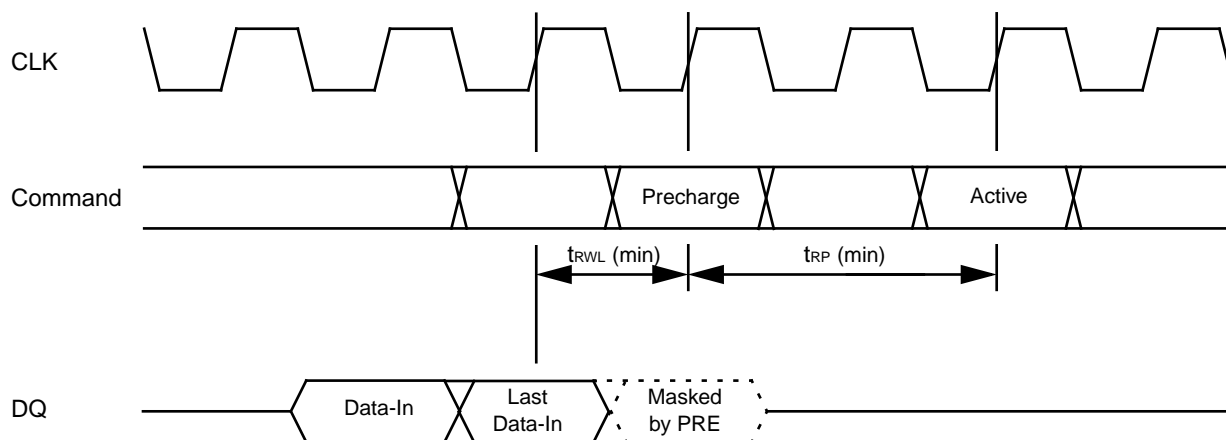 CLK
Command
Precharge
Active
tRWL (min)
tRP (min)
DQ
Data-In
Last
Data-In
Masked
by PRE